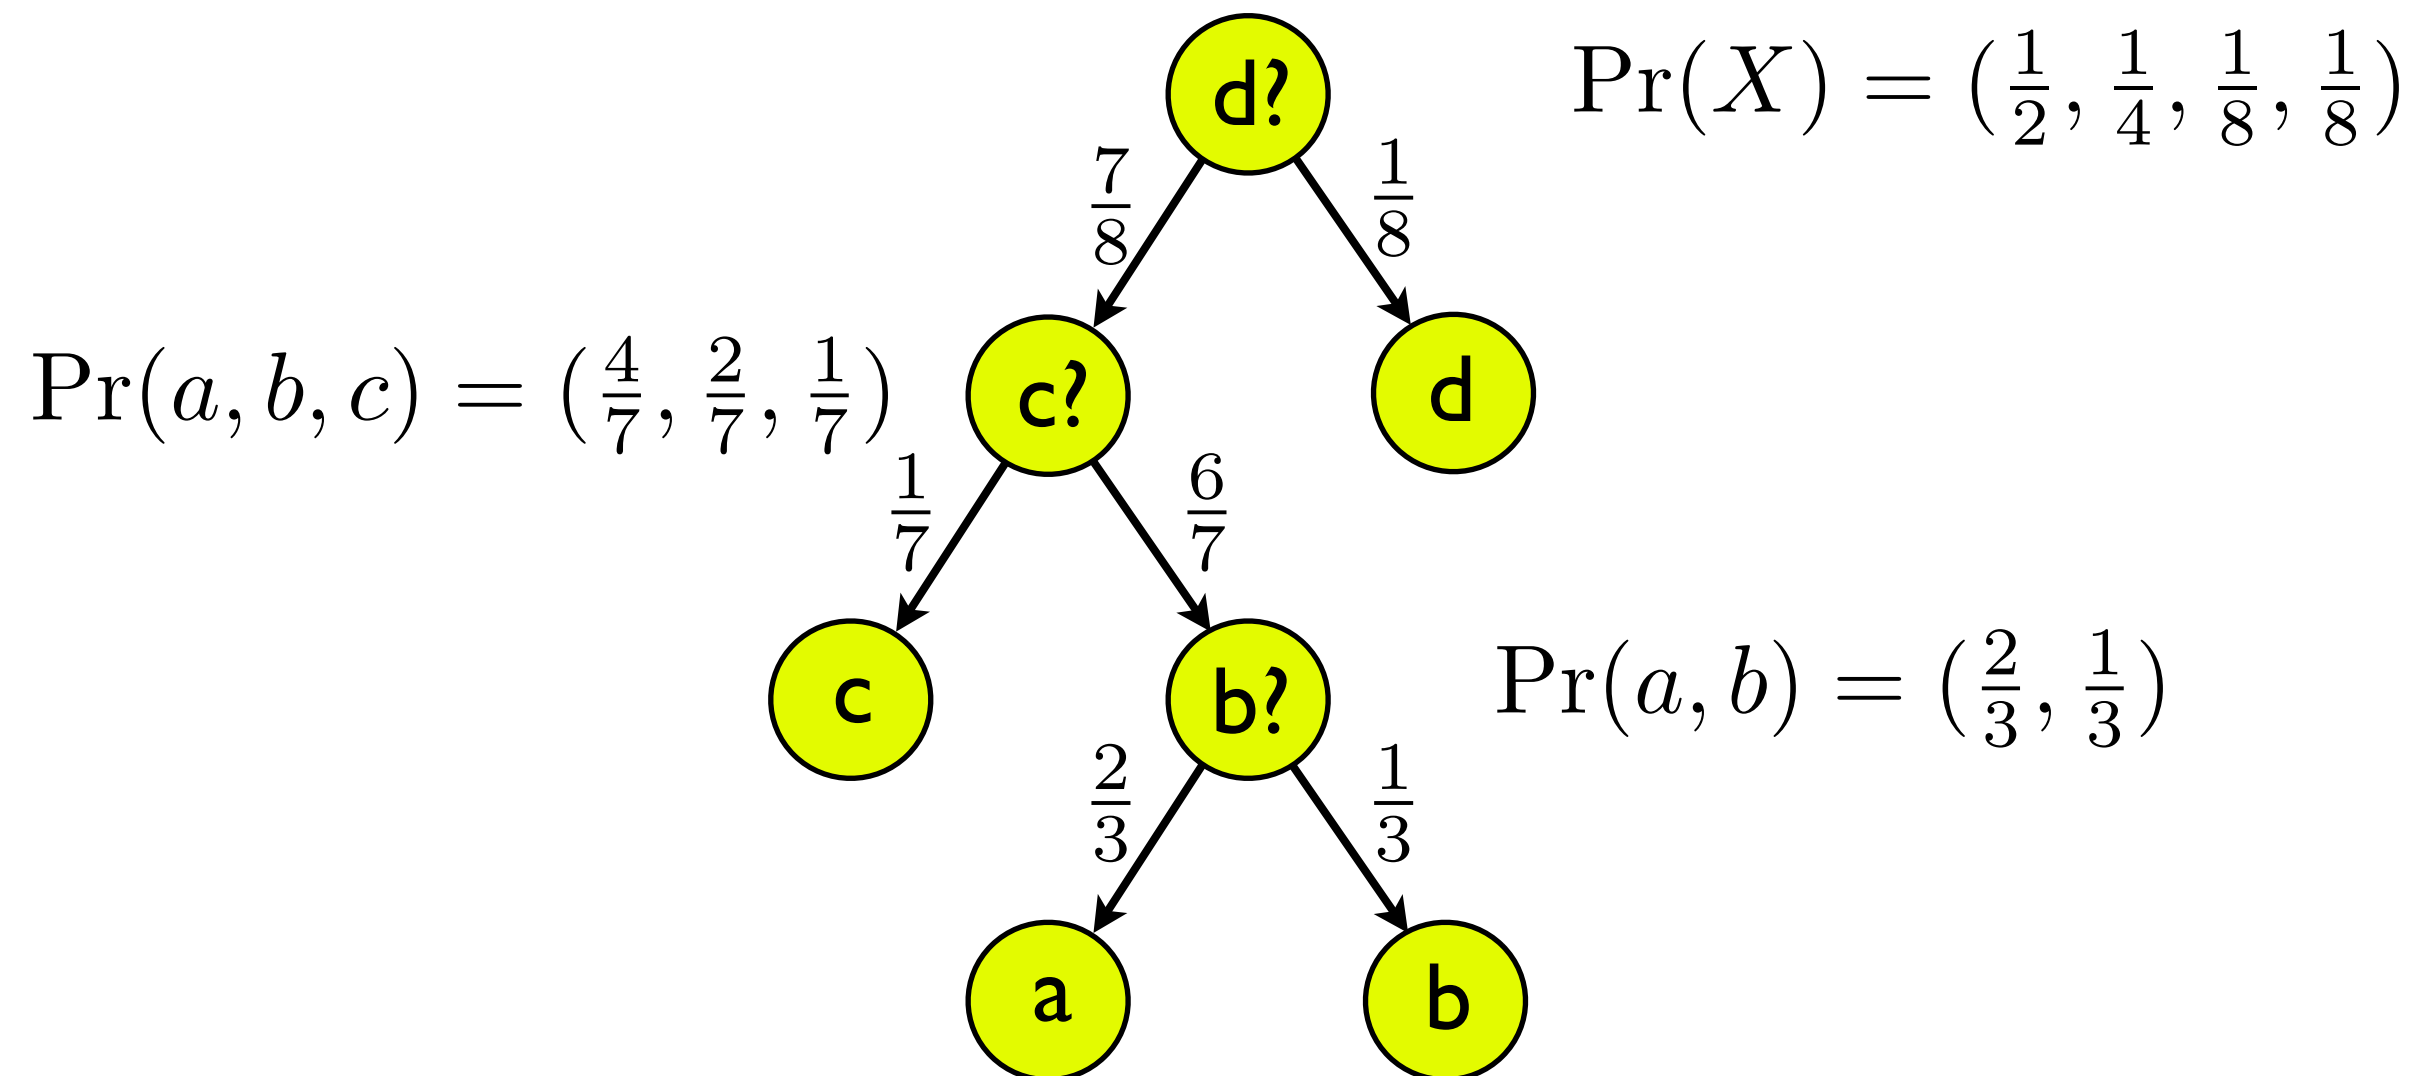 d?
Pr(X) = (1/2, 1/4, 1/8, 1/8)
7/8
1/8
Pr(a, b, c) = (4/7, 2/7, 1/7)
c?
d
1/7
6/7
c
b?
Pr(a, b) = (2/3, 1/3)
2/3
1/3
a
b